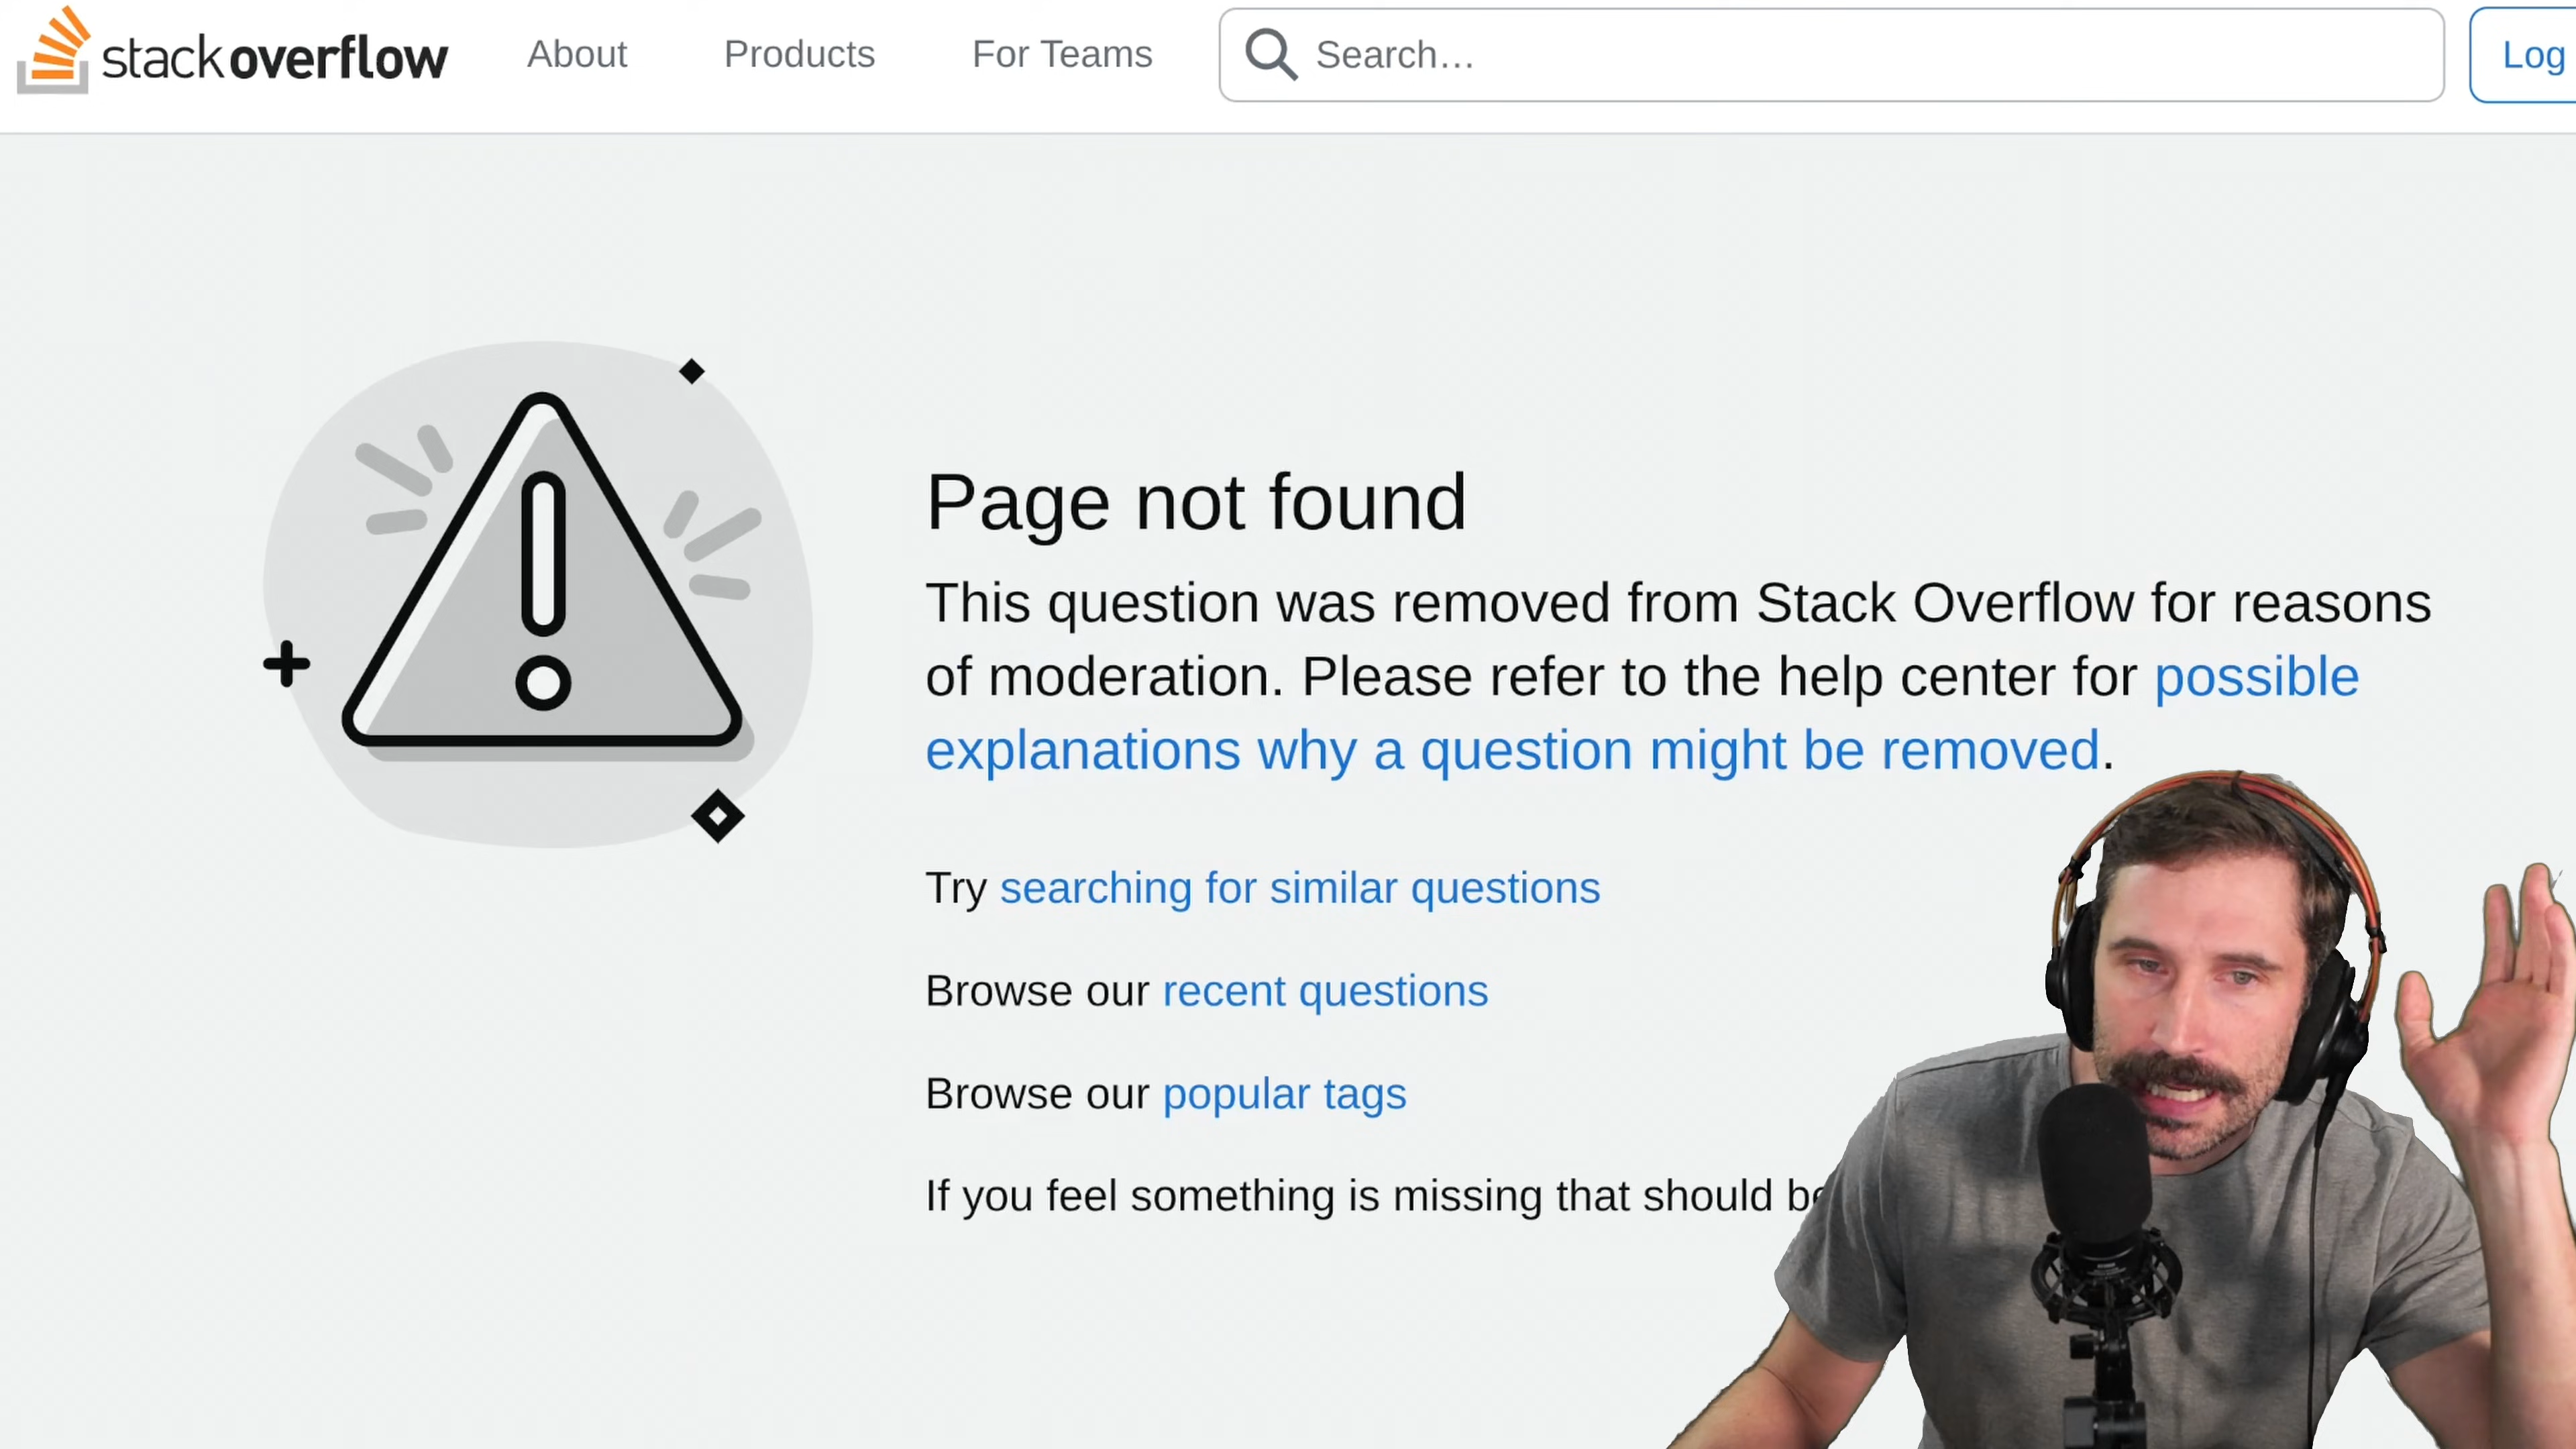 stackoverflow
About
Products
For Teams
Search...
Log
Page not found
This question was removed from Stack Overflow for reasons
of moderation. Please refer to the help center for possible
explanations why a question might be removed.
Try searching for similar questions
Browse our recent questions
Browse our popular tags
If you feel something is missing that should be